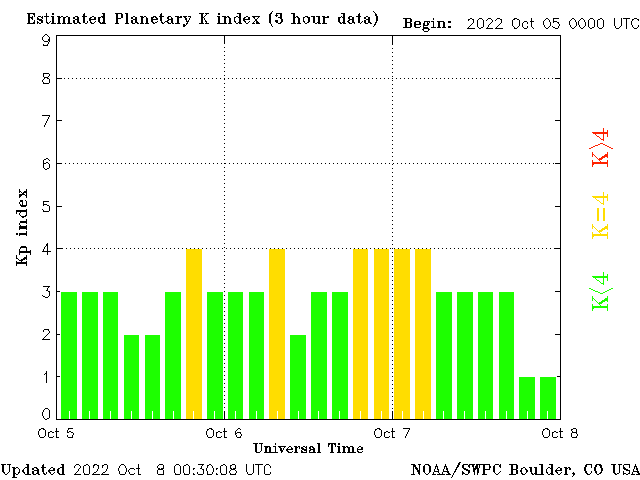 Estimated Planetary K index (3 hour data)
Begin: 2022 Oct 05 0000 UTC
9
8
7
6
5
4
3
2
1
0
Kp index
K>4
K=4
K<4
Oct 5 Oct 6 Oct 7 Oct 8
Universal Time
Updated 2022 Oct 8 00:30:08 UTC
NOAA/SWPC Boulder, CO USA